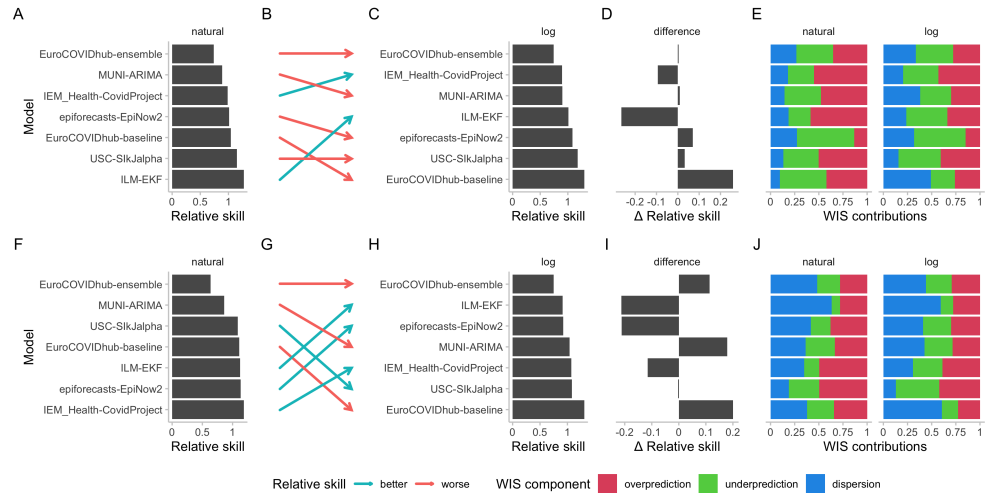 A B C D E
natural log difference natural log
EuroCOVIDhub-ensemble EuroCOVIDhub-ensemble
MUNI-ARIMA IEM_Health-CovidProject
IEM_Health-CovidProject MUNI-ARIMA
epiforecasts-EpiNow2 ILM-EKF
EuroCOVIDhub-baseline epiforecasts-EpiNow2
USC-SIkJalpha USC-SIkJalpha
ILM-EKF EuroCOVIDhub-baseline
Model
0 0.5 1 0 0.5 1 -0.2 -0.1 0 0.1 0.2 0 0.25 0.5 0.75 1 0 0.25 0.5 0.75 1
Relative skill Relative skill Δ Relative skill WIS contributions
F G H I J
natural log difference natural log
EuroCOVIDhub-ensemble EuroCOVIDhub-ensemble
MUNI-ARIMA ILM-EKF
USC-SIkJalpha epiforecasts-EpiNow2
EuroCOVIDhub-baseline MUNI-ARIMA
ILM-EKF IEM_Health-CovidProject
epiforecasts-EpiNow2 USC-SIkJalpha
IEM_Health-CovidProject EuroCOVIDhub-baseline
Model
0 0.5 1 0 0.5 1 -0.2 -0.1 0 0.1 0.2 0 0.25 0.5 0.75 1 0 0.25 0.5 0.75 1
Relative skill Relative skill Δ Relative skill WIS contributions
Relative skill better worse WIS component overprediction underprediction dispersion